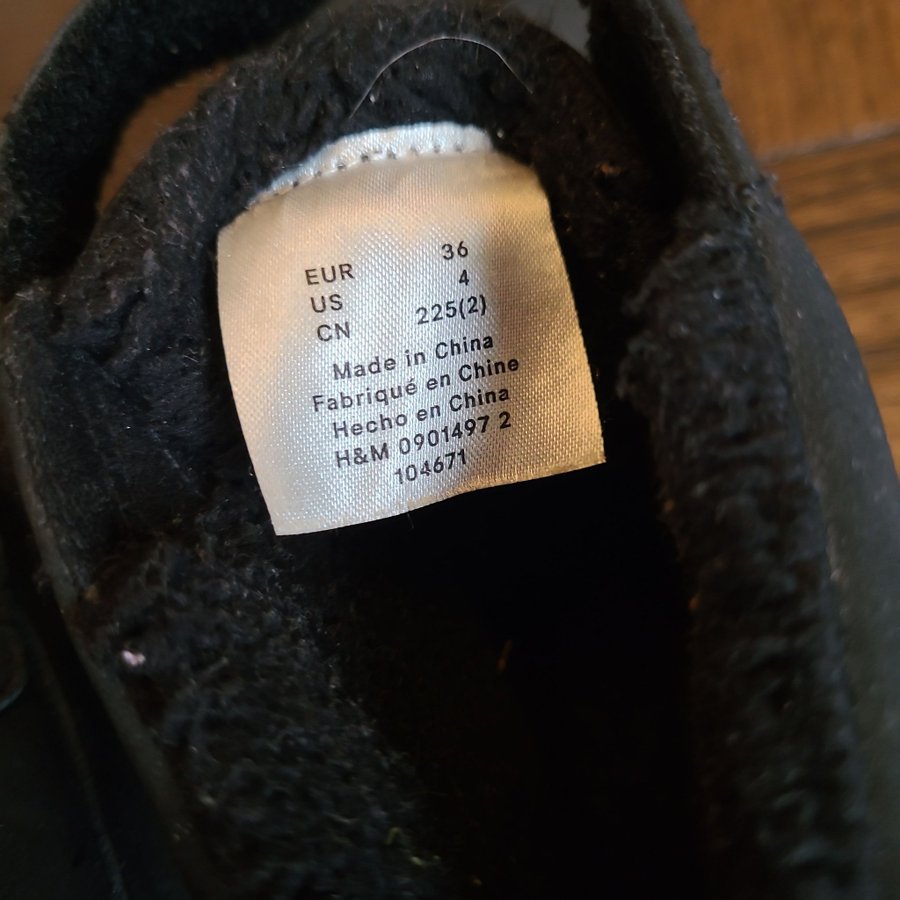 EUR 36
US 4
CN 225(2)
Made in China
Fabriqué en Chine
Hecho en China
H&M 0901497 2
104671